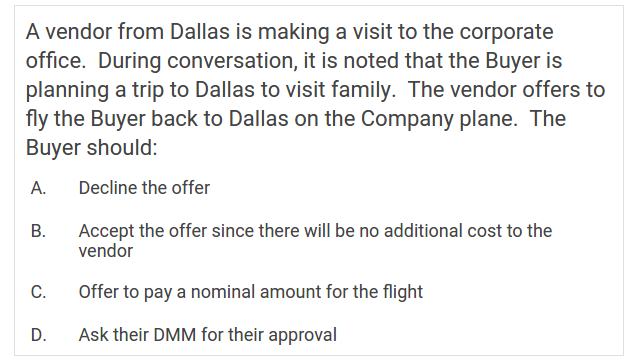 A vendor from Dallas is making a visit to the corporate
office.  During conversation, it is noted that the Buyer is
planning a trip to Dallas to visit family.  The vendor offers to
fly the Buyer back to Dallas on the Company plane.  The
Buyer should:
A. Decline the offer
B. Accept the offer since there will be no additional cost to the
vendor
C. Offer to pay a nominal amount for the flight
D. Ask their DMM for their approval